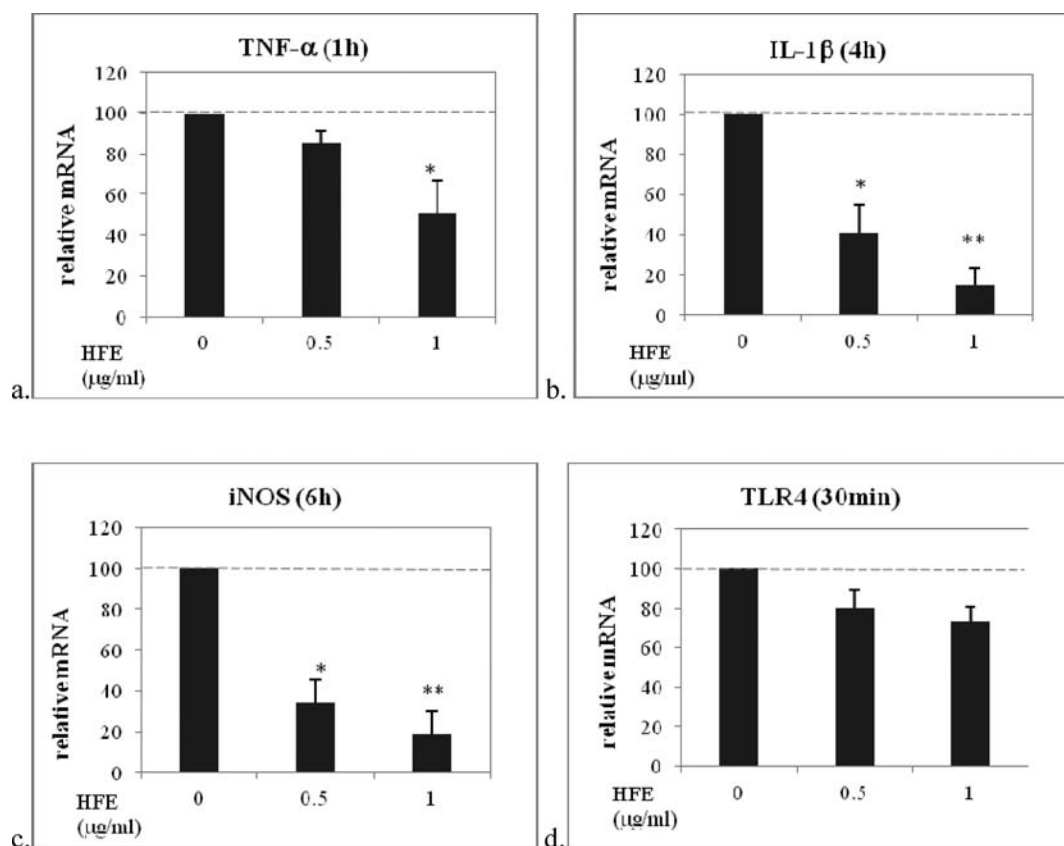 TNF-α (1h)
120
100
80
60
40
20
0
relative mRNA
*
0 0.5 1
HFE
(μg/ml)
a.
IL-1β (4h)
120
100
80
60
40
20
0
relative mRNA
*
**
0 0.5 1
HFE
(μg/ml)
b.
iNOS (6h)
120
100
80
60
40
20
0
relative mRNA
*
**
0 0.5 1
HFE
(μg/ml)
c.
TLR4 (30min)
120
100
80
60
40
20
0
relative mRNA
0 0.5 1
HFE
(μg/ml)
d.